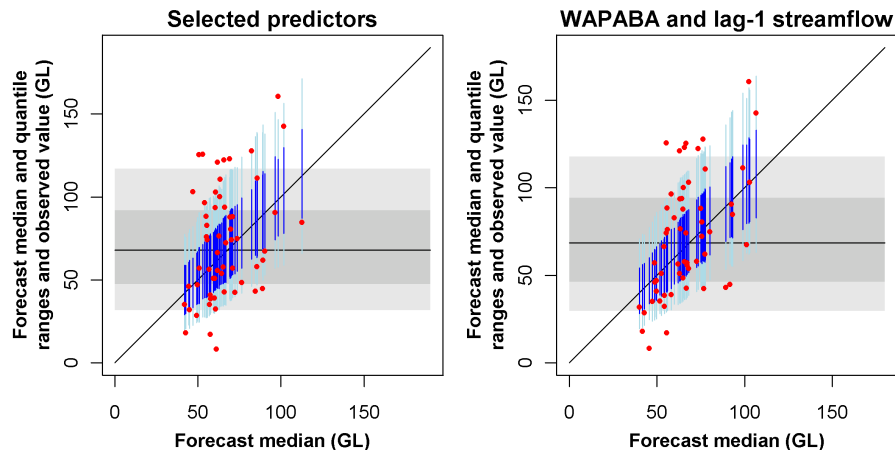 Selected predictors
Forecast median and quantile
ranges and observed value (GL)
150
100
50
0
0 50 100 150
Forecast median (GL)
WAPABA and lag-1 streamflow
Forecast median and quantile
ranges and observed value (GL)
150
100
50
0
0 50 100 150
Forecast median (GL)